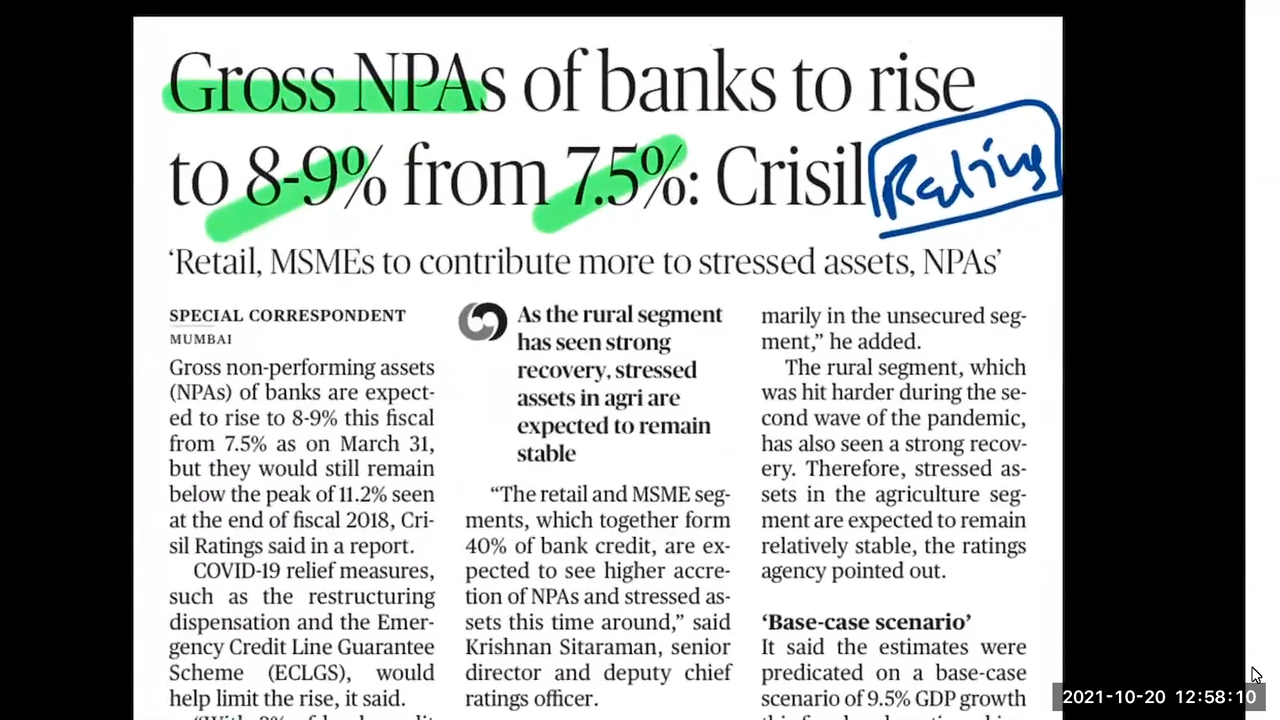 Gross NPAs of banks to rise
to 8-9% from 7.5%: Crisil Rating
‘Retail, MSMEs to contribute more to stressed assets, NPAs’
SPECIAL CORRESPONDENT
MUMBAI
Gross non-performing assets
(NPAs) of banks are expect-
ed to rise to 8-9% this fiscal
from 7.5% as on March 31,
but they would still remain
below the peak of 11.2% seen
at the end of fiscal 2018, Cri-
sil Ratings said in a report.
COVID-19 relief measures,
such as the restructuring
dispensation and the Emer-
gency Credit Line Guarantee
Scheme (ECLGS), would
help limit the rise, it said.
As the rural segment
has seen strong
recovery, stressed
assets in agri are
expected to remain
stable
“The retail and MSME seg-
ments, which together form
40% of bank credit, are ex-
pected to see higher accre-
tion of NPAs and stressed as-
sets this time around,” said
Krishnan Sitaraman, senior
director and deputy chief
ratings officer.
marily in the unsecured seg-
ment,” he added.
The rural segment, which
was hit harder during the se-
cond wave of the pandemic,
has also seen a strong recov-
ery. Therefore, stressed as-
sets in the agriculture seg-
ment are expected to remain
relatively stable, the ratings
agency pointed out.
‘Base-case scenario’
It said the estimates were
predicated on a base-case
scenario of 9.5% GDP growth
2021-10-20 12:58:10